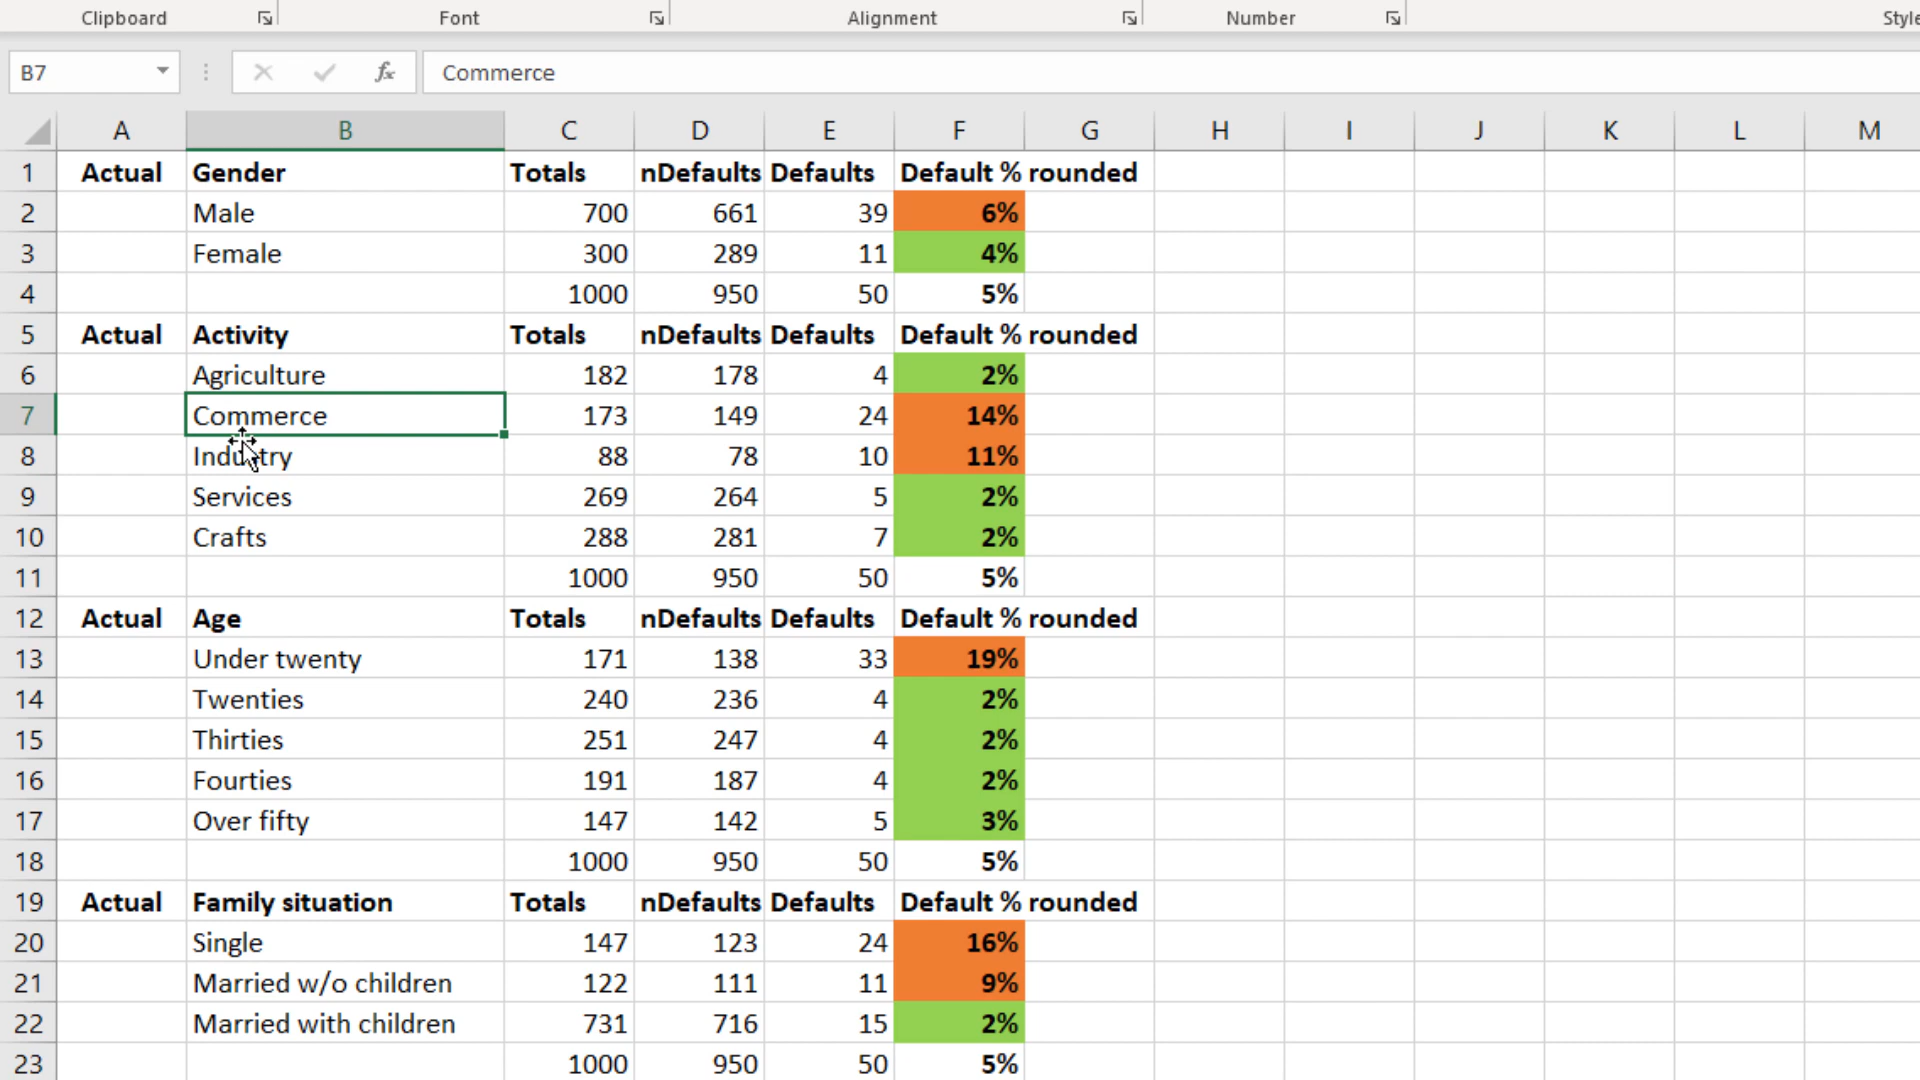 Clipboard Font Alignment Number Style
B7 fx Commerce
A B C D E F G H I J K L M
1 Actual Gender Totals nDefaults Defaults Default % rounded
2 Male 700 661 39 6%
3 Female 300 289 11 4%
4 1000 950 50 5%
5 Actual Activity Totals nDefaults Defaults Default % rounded
6 Agriculture 182 178 4 2%
7 Commerce 173 149 24 14%
8 Industry 88 78 10 11%
9 Services 269 264 5 2%
10 Crafts 288 281 7 2%
11 1000 950 50 5%
12 Actual Age Totals nDefaults Defaults Default % rounded
13 Under twenty 171 138 33 19%
14 Twenties 240 236 4 2%
15 Thirties 251 247 4 2%
16 Fourties 191 187 4 2%
17 Over fifty 147 142 5 3%
18 1000 950 50 5%
19 Actual Family situation Totals nDefaults Defaults Default % rounded
20 Single 147 123 24 16%
21 Married w/o children 122 111 11 9%
22 Married with children 731 716 15 2%
23 1000 950 50 5%